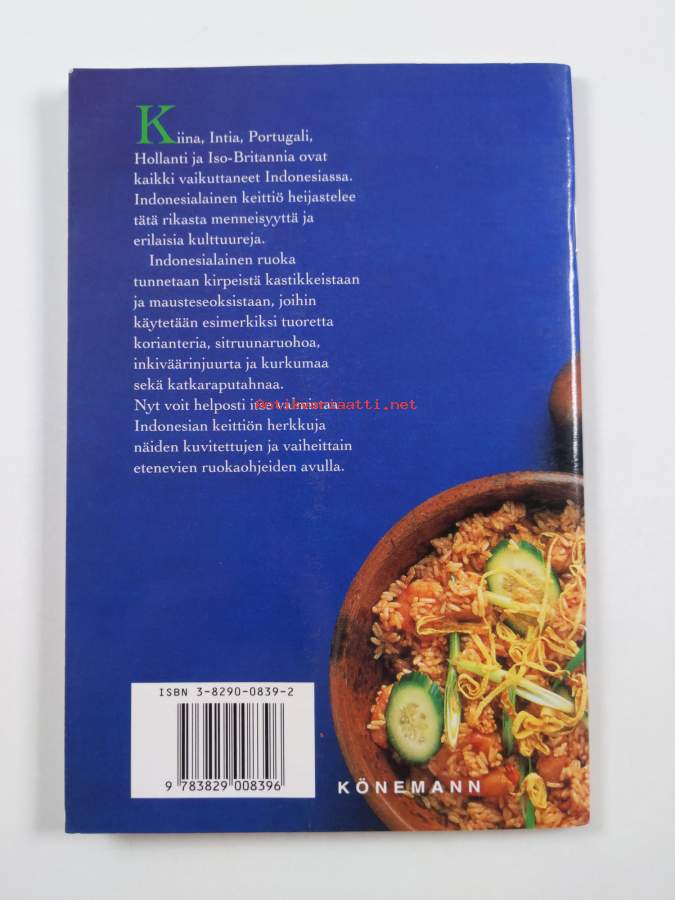 Kiina, Intia, Portugali,
Hollanti ja Iso-Britannia ovat
kaikki vaikuttaneet Indonesiassa.
Indonesialainen keittiö heijastelee
tätä rikasta menneisyyttä ja
erilaisia kulttuureja.
Indonesialainen ruoka
tunnetaan kirpeistä kastikkeistaan
ja mausteseoksistaan, joihin
käytetään esimerkiksi tuoretta
korianteria, sitruunaruohoa,
inkiväärinjuurta ja kurkumaa
sekä katkaraputahnaa.
Nyt voit helposti itse valmistaa
Indonesian keittiön herkkuja
näiden kuvitettujen ja vaiheittain
etenevien ruokaohjeiden avulla.
ISBN 3-8290-0839-2
9 783829 008396
KÖNEMANN